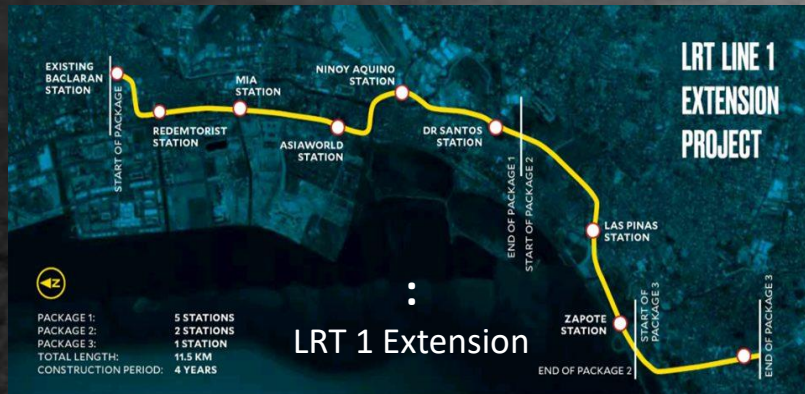 LRT LINE 1
EXTENSION
PROJECT
EXISTING
BACLARAN
STATION
START OF PACKAGE
REDEMTORIST
STATION
MIA
STATION
ASIAWORLD
STATION
NINOY AQUINO
STATION
DR SANTOS
STATION
END OF PACKAGE 1
START OF PACKAGE 2
LAS PINAS
STATION
ZAPOTE
STATION
END OF PACKAGE 2
START OF
PACKAGE 3
END OF PACKAGE 3
Z
PACKAGE 1: 5 STATIONS
PACKAGE 2: 2 STATIONS
PACKAGE 3: 1 STATION
TOTAL LENGTH: 11.5 KM
CONSTRUCTION PERIOD: 4 YEARS
:
LRT 1 Extension